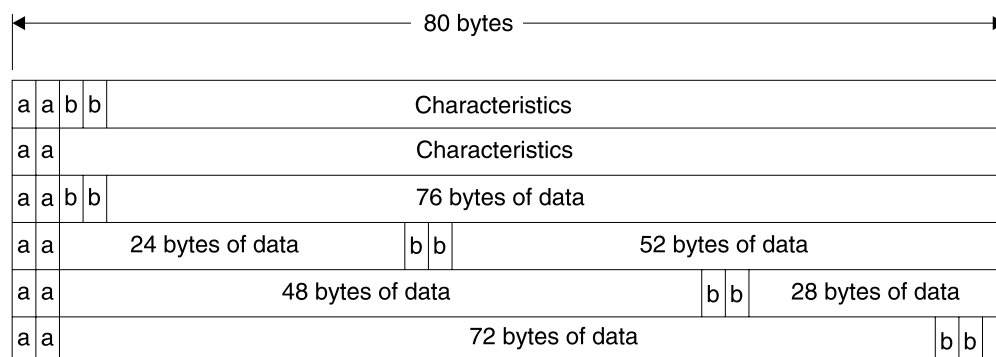 80 bytes
a a b b Characteristics
a a Characteristics
a a b b 76 bytes of data
a a 24 bytes of data b b 52 bytes of data
a a 48 bytes of data b b 28 bytes of data
a a 72 bytes of data b b